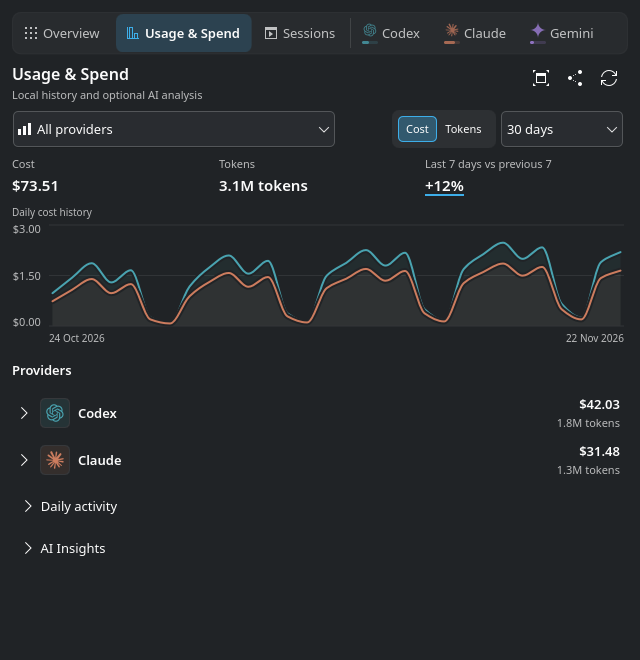 Overview
Usage & Spend
Sessions
Codex
Claude
Gemini
Usage & Spend
Local history and optional AI analysis
All providers
Cost
Tokens
30 days
Cost
Tokens
Last 7 days vs previous 7
$73.51
3.1M tokens
+12%
Daily cost history
$3.00
$1.50
$0.00
24 Oct 2026
22 Nov 2026
Providers
Codex
$42.03
1.8M tokens
Claude
$31.48
1.3M tokens
Daily activity
AI Insights